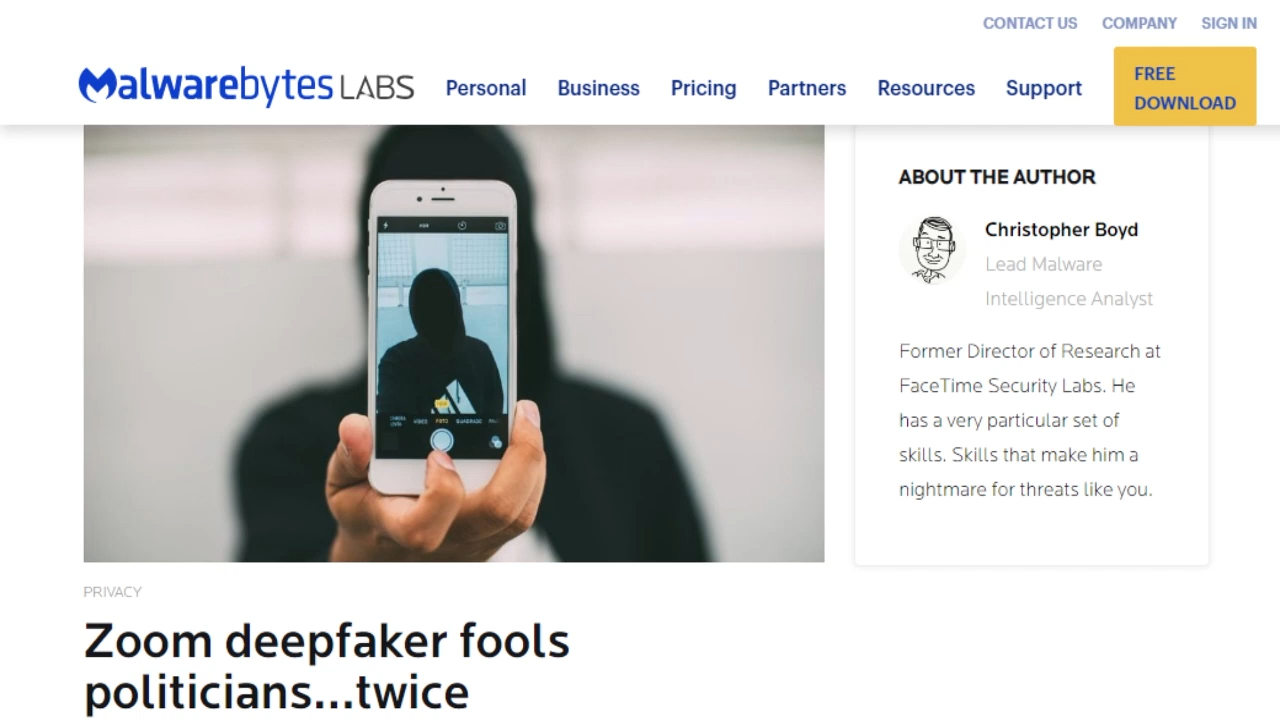 CONTACT US COMPANY SIGN IN
Malwarebytes LABS Personal Business Pricing Partners Resources Support
FREE
DOWNLOAD
ABOUT THE AUTHOR
Christopher Boyd
Lead Malware
Intelligence Analyst
Former Director of Research at
FaceTime Security Labs. He
has a very particular set of
skills. Skills that make him a
nightmare for threats like you.
PRIVACY
Zoom deepfaker fools
politicians...twice